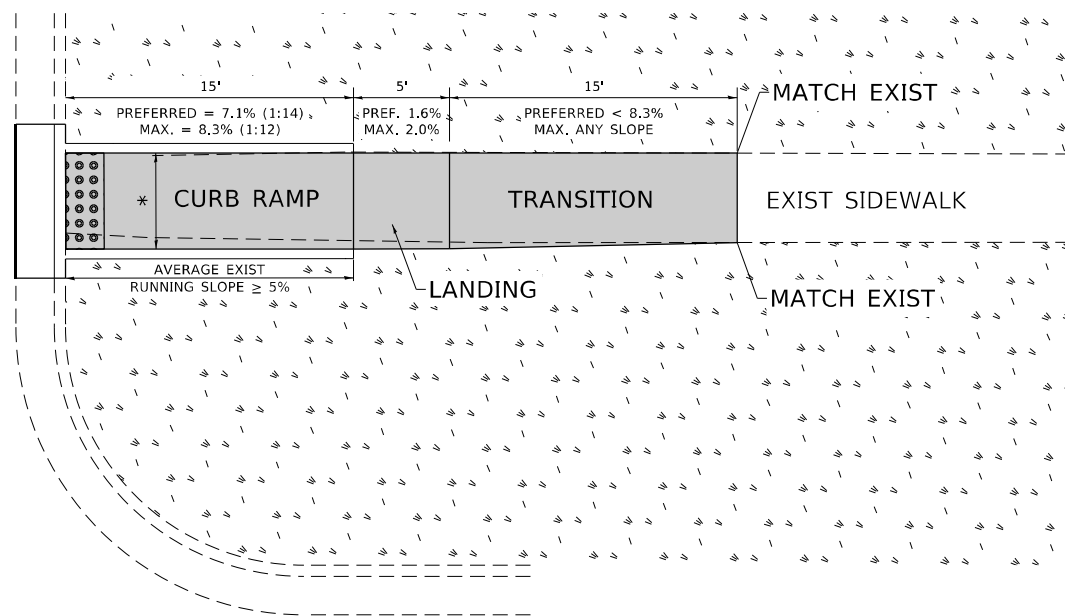 15'
5'
15'
PREFERRED = 7.1% (1:14)
MAX. = 8.3% (1:12)
PREF. 1.6%
MAX. 2.0%
PREFERRED < 8.3%
MAX. ANY SLOPE
MATCH EXIST
*
CURB RAMP
TRANSITION
EXIST SIDEWALK
AVERAGE EXIST
RUNNING SLOPE ≥ 5%
LANDING
MATCH EXIST